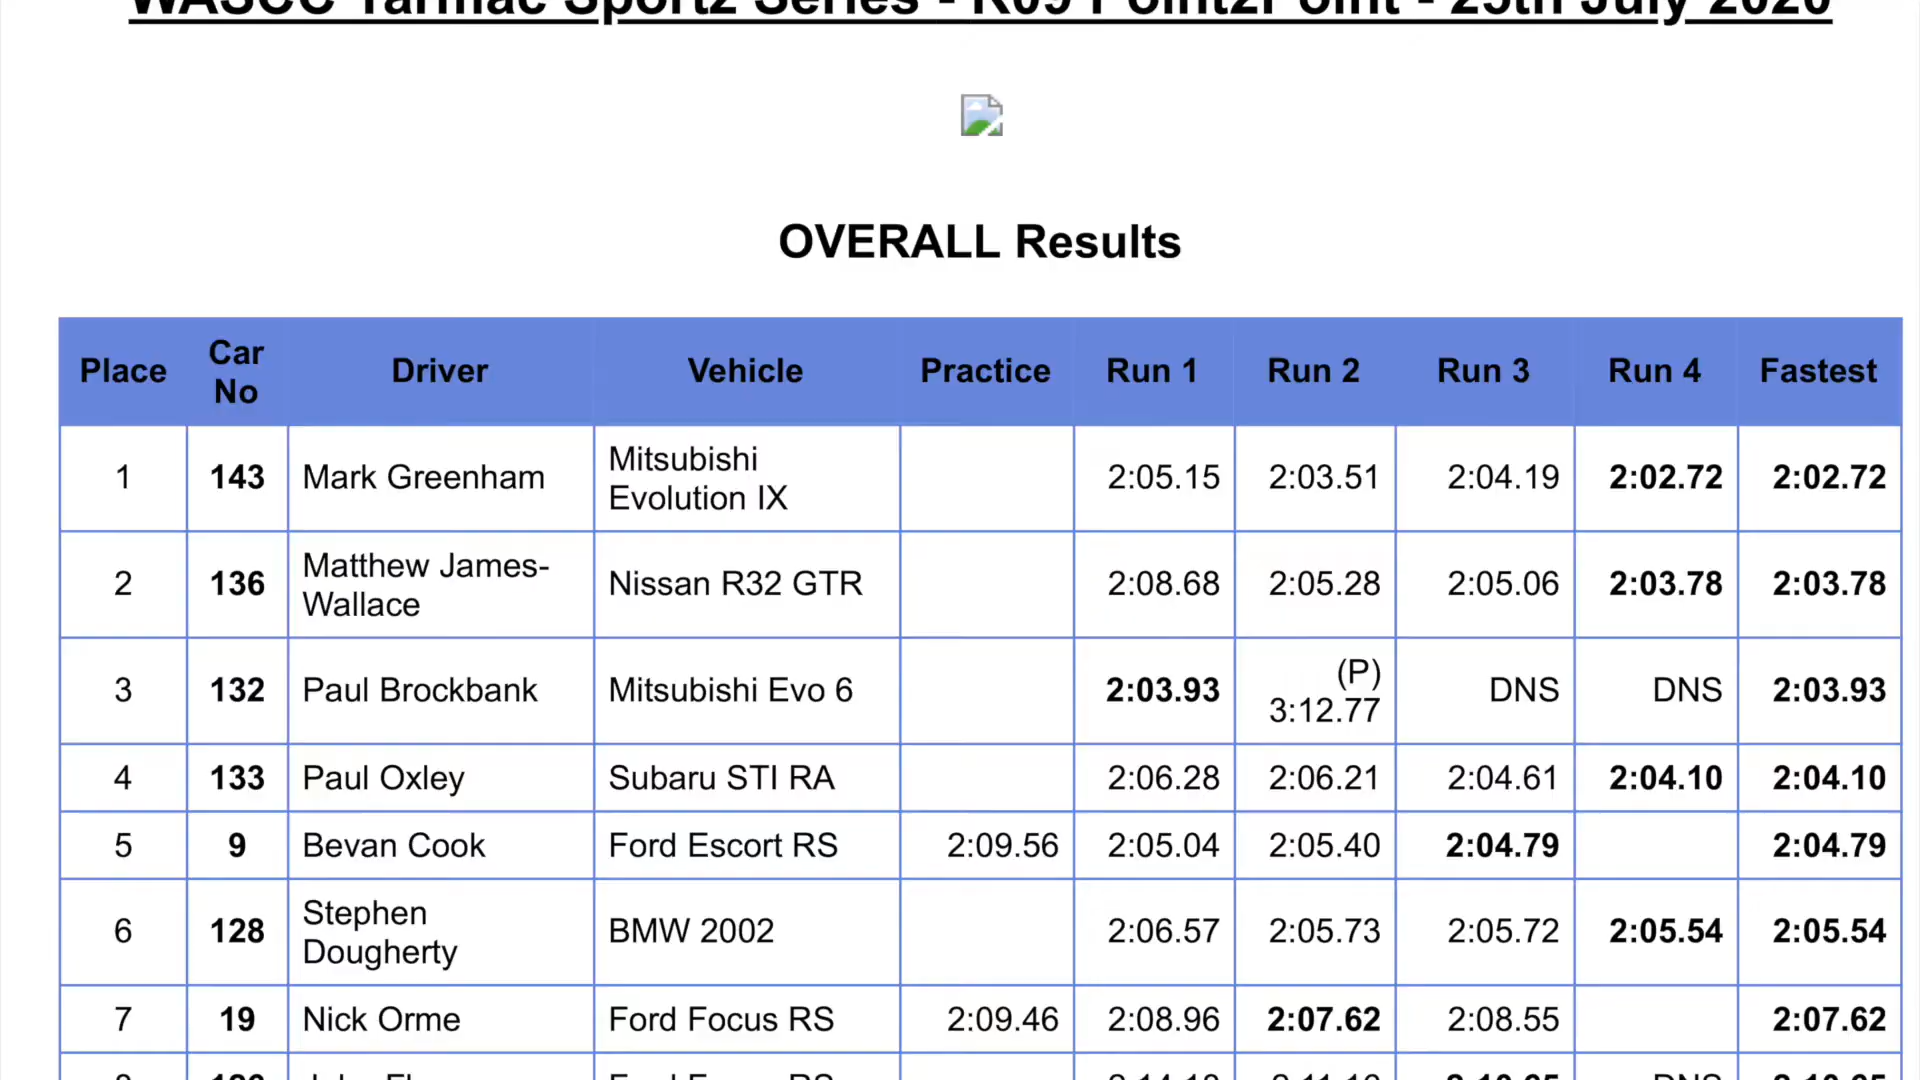 WASCC Tarmac Sport2 Series - R09 Point2Point - 25th July 2020
OVERALL Results
Place Car No Driver Vehicle Practice Run 1 Run 2 Run 3 Run 4 Fastest
1 143 Mark Greenham Mitsubishi Evolution IX 2:05.15 2:03.51 2:04.19 2:02.72 2:02.72
2 136 Matthew James-Wallace Nissan R32 GTR 2:08.68 2:05.28 2:05.06 2:03.78 2:03.78
3 132 Paul Brockbank Mitsubishi Evo 6 2:03.93 (P) 3:12.77 DNS DNS 2:03.93
4 133 Paul Oxley Subaru STI RA 2:06.28 2:06.21 2:04.61 2:04.10 2:04.10
5 9 Bevan Cook Ford Escort RS 2:09.56 2:05.04 2:05.40 2:04.79 2:04.79
6 128 Stephen Dougherty BMW 2002 2:06.57 2:05.73 2:05.72 2:05.54 2:05.54
7 19 Nick Orme Ford Focus RS 2:09.46 2:08.96 2:07.62 2:08.55 2:07.62